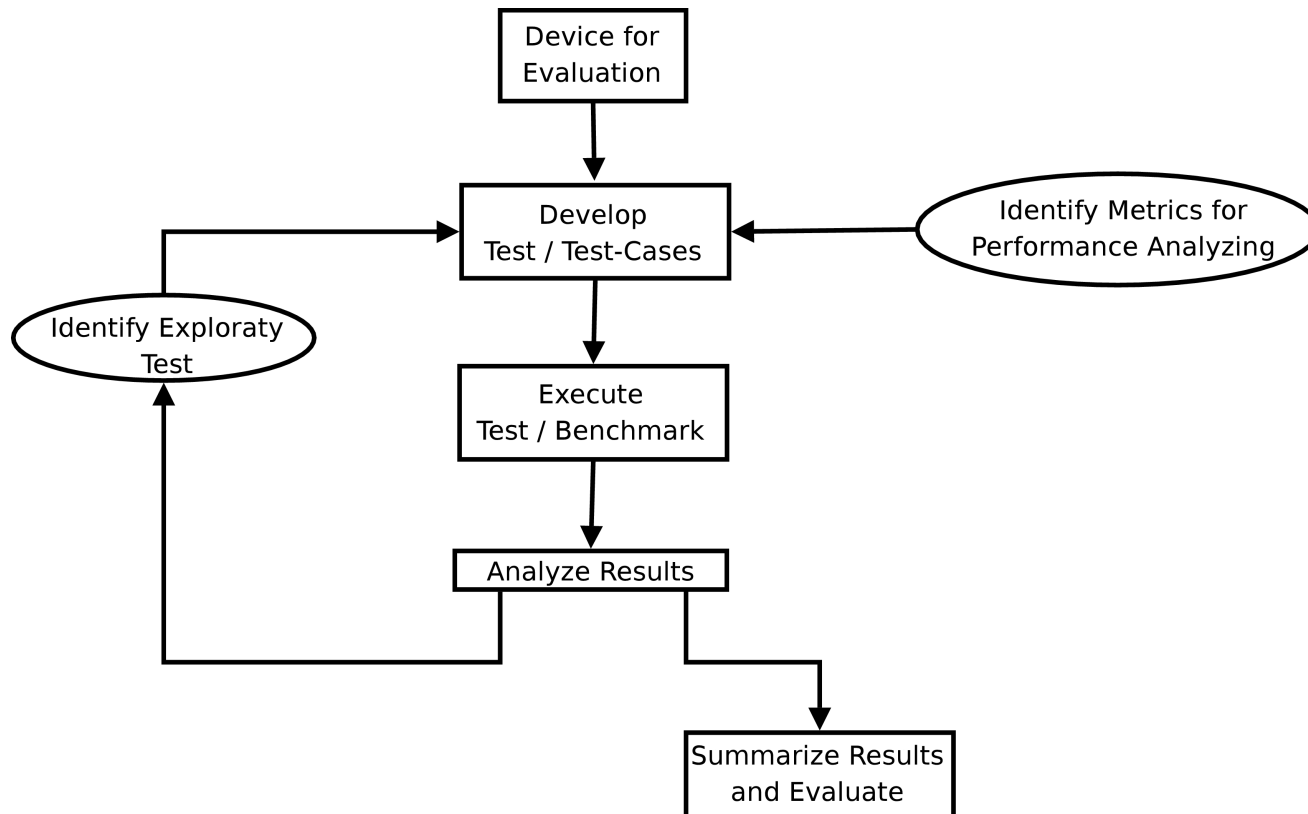 Device for
Evaluation
Develop
Test / Test-Cases
Identify Metrics for
Performance Analyzing
Identify Exploraty
Test
Execute
Test / Benchmark
Analyze Results
Summarize Results
and Evaluate